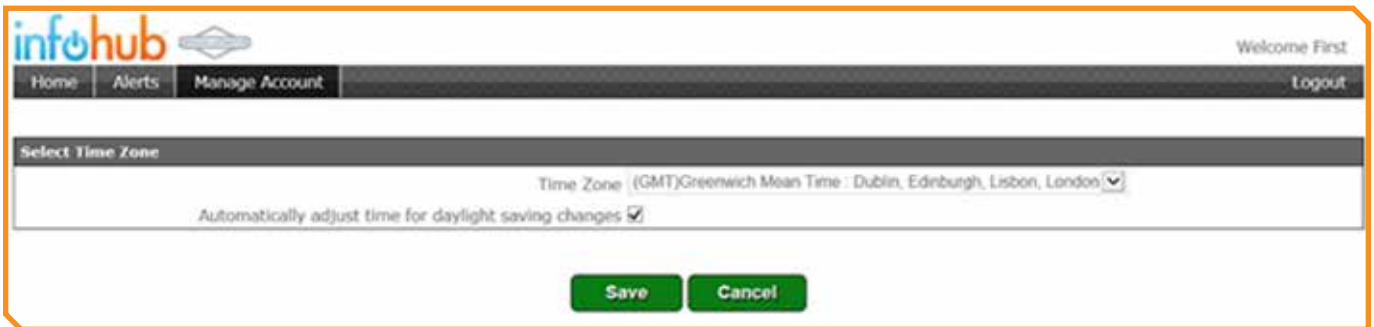 infohub
Welcome First
Home Alerts Manage Account Logout
Select Time Zone
Time Zone (GMT)Greenwich Mean Time : Dublin, Edinburgh, Lisbon, London
Automatically adjust time for daylight saving changes
Save Cancel